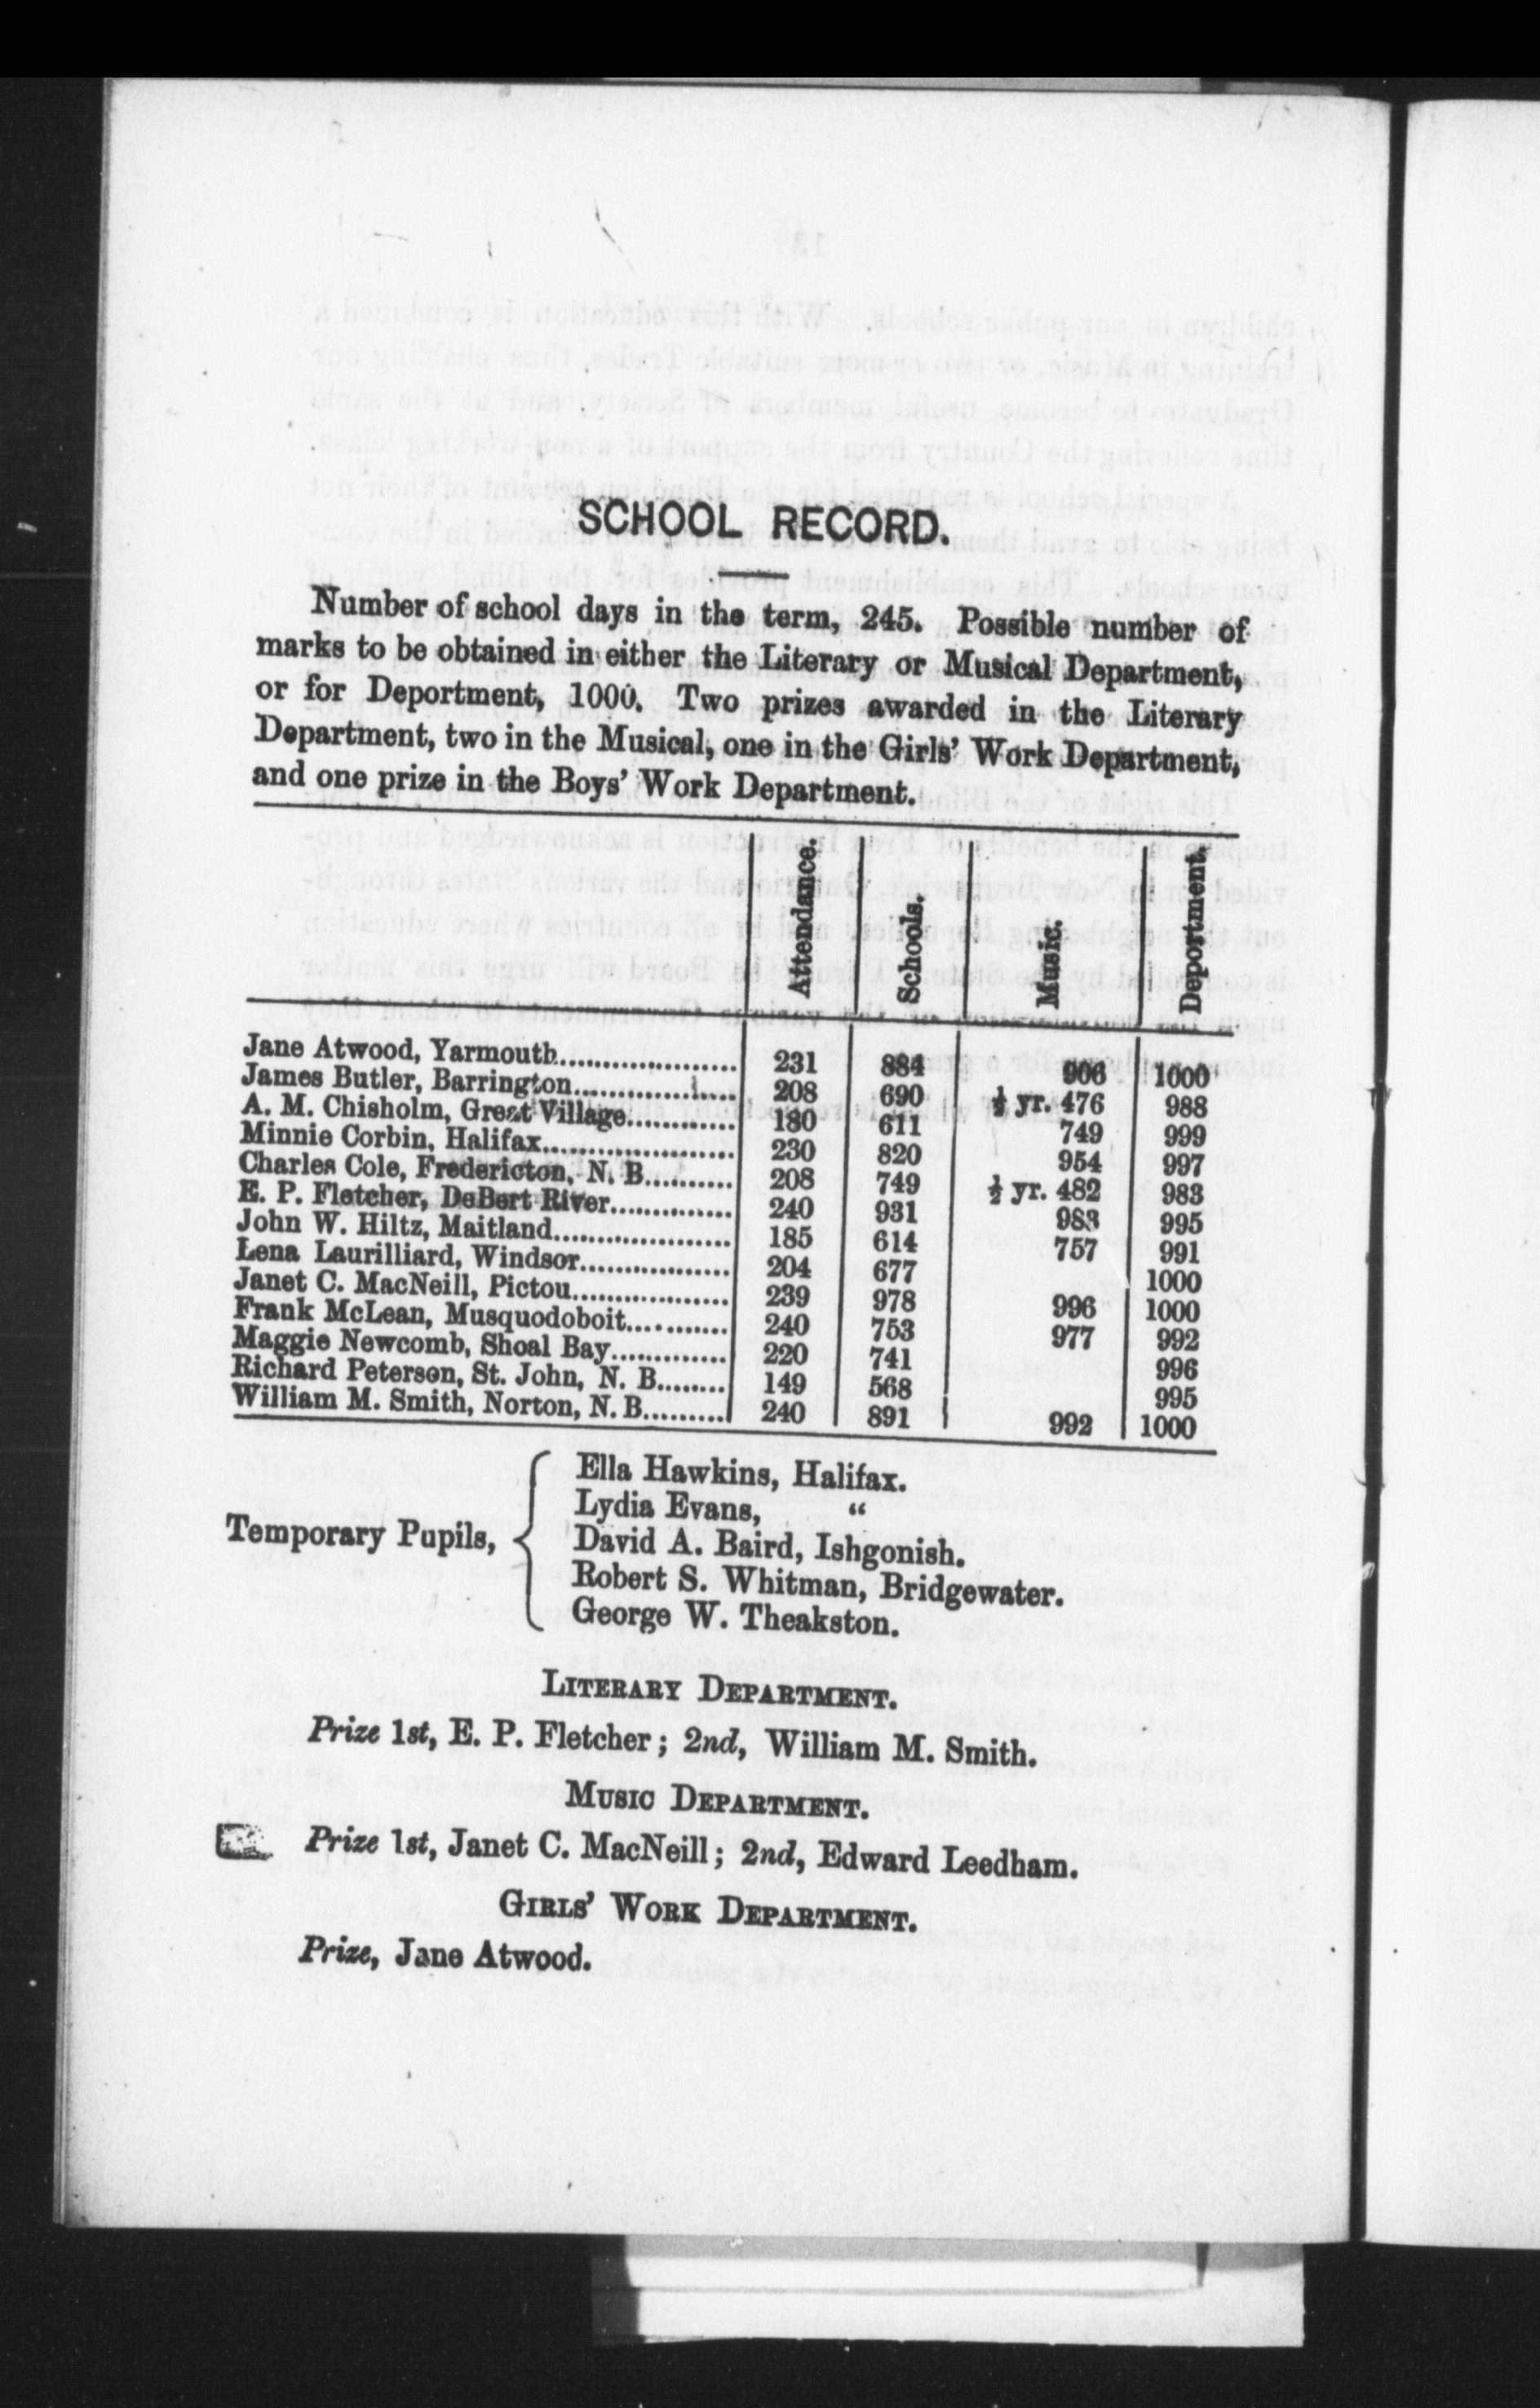 SCHOOL RECORD.
Number of school days in the term, 245. Possible number of
marks to be obtained in either the Literary or Musical Department,
or for Deportment, 1000. Two prizes awarded in the Literary
Department, two in the Musical, one in the Girls' Work Department,
and one prize in the Boys' Work Department.
Attendance. Schools. Music. Deportment.
Jane Atwood, Yarmouth.................... 231 884 906 1000
James Butler, Barrington.................. 208 690 ½ yr. 476 988
A. M. Chisholm, Great Village............ 180 611 749 999
Minnie Corbin, Halifax..................... 230 820 954 997
Charles Cole, Fredericton, N. B.......... 208 749 ½ yr. 482 983
E. P. Fletcher, DeBert River.............. 240 931 983 995
John W. Hiltz, Maitland.................... 185 614 757 991
Lena Laurilliard, Windsor................. 204 677 1000
Janet C. MacNeill, Pictou.................. 239 978 996 1000
Frank McLean, Musquodoboit............ 240 753 977 992
Maggie Newcomb, Shoal Bay............. 220 741 996
Richard Peterson, St. John, N. B........ 149 568 995
William M. Smith, Norton, N. B......... 240 891 992 1000
Ella Hawkins, Halifax.
Lydia Evans, "
Temporary Pupils, David A. Baird, Ishgonish.
Robert S. Whitman, Bridgewater.
George W. Theakston.
LITERARY DEPARTMENT.
Prize 1st, E. P. Fletcher; 2nd, William M. Smith.
MUSIC DEPARTMENT.
Prize 1st, Janet C. MacNeill; 2nd, Edward Leedham.
GIRLS' WORK DEPARTMENT.
Prize, Jane Atwood.